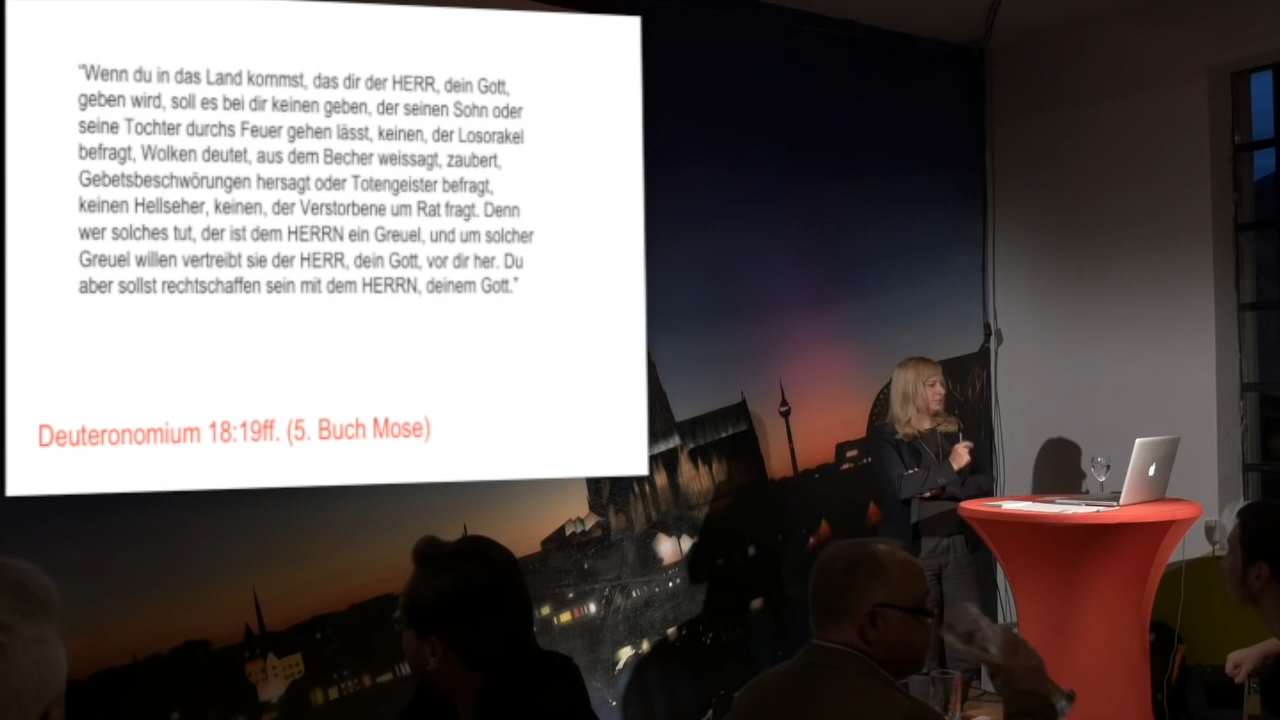 "Wenn du in das Land kommst, das dir der HERR, dein Gott,
geben wird, soll es bei dir keinen geben, der seinen Sohn oder
seine Tochter durchs Feuer gehen lässt, keinen, der Losorakel
befragt, Wolken deutet, aus dem Becher weissagt, zaubert,
Gebetsbeschwörungen hersagt oder Totengeister befragt,
keinen Hellseher, keinen, der Verstorbene um Rat fragt. Denn
wer solches tut, der ist dem HERRN ein Greuel, und um solcher
Greuel willen vertreibt sie der HERR, dein Gott, vor dir her. Du
aber sollst rechtschaffen sein mit dem HERRN, deinem Gott."
Deuteronomium 18:19ff. (5. Buch Mose)